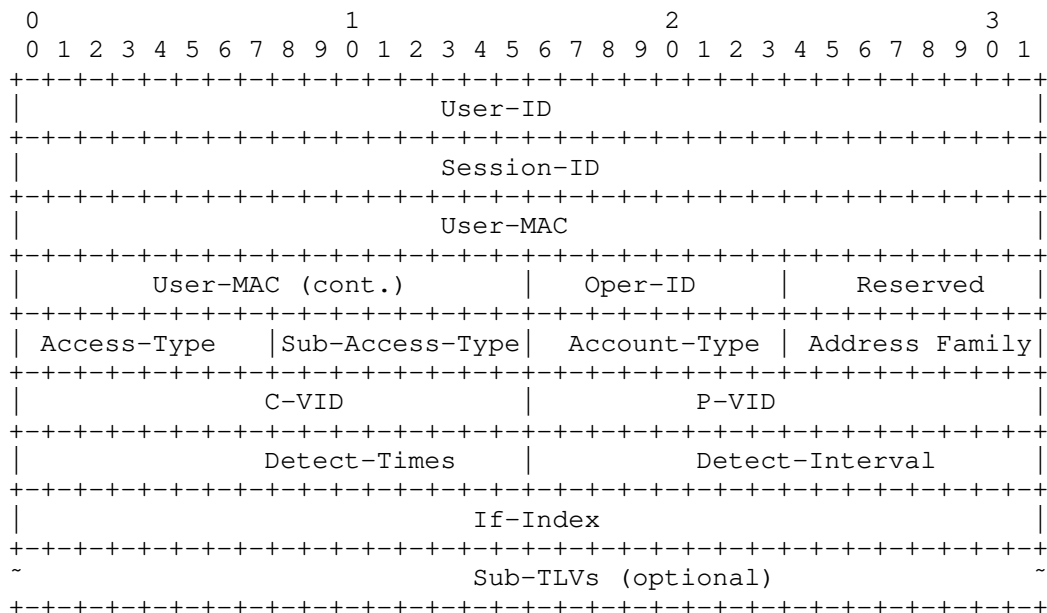 0                   1                   2                   3
 0 1 2 3 4 5 6 7 8 9 0 1 2 3 4 5 6 7 8 9 0 1 2 3 4 5 6 7 8 9 0 1
+-+-+-+-+-+-+-+-+-+-+-+-+-+-+-+-+-+-+-+-+-+-+-+-+-+-+-+-+-+-+-+-+
|                          User-ID                              |
+-+-+-+-+-+-+-+-+-+-+-+-+-+-+-+-+-+-+-+-+-+-+-+-+-+-+-+-+-+-+-+-+
|                          Session-ID                           |
+-+-+-+-+-+-+-+-+-+-+-+-+-+-+-+-+-+-+-+-+-+-+-+-+-+-+-+-+-+-+-+-+
|                          User-MAC                             |
+-+-+-+-+-+-+-+-+-+-+-+-+-+-+-+-+-+-+-+-+-+-+-+-+-+-+-+-+-+-+-+-+
|        User-MAC (cont.)       |   Oper-ID     |    Reserved   |
+-+-+-+-+-+-+-+-+-+-+-+-+-+-+-+-+-+-+-+-+-+-+-+-+-+-+-+-+-+-+-+-+
| Access-Type   |Sub-Access-Type|  Account-Type | Address Family|
+-+-+-+-+-+-+-+-+-+-+-+-+-+-+-+-+-+-+-+-+-+-+-+-+-+-+-+-+-+-+-+-+
|               C-VID           |          P-VID                |
+-+-+-+-+-+-+-+-+-+-+-+-+-+-+-+-+-+-+-+-+-+-+-+-+-+-+-+-+-+-+-+-+
|               Detect-Times    |          Detect-Interval      |
+-+-+-+-+-+-+-+-+-+-+-+-+-+-+-+-+-+-+-+-+-+-+-+-+-+-+-+-+-+-+-+-+
|                            If-Index                           |
+-+-+-+-+-+-+-+-+-+-+-+-+-+-+-+-+-+-+-+-+-+-+-+-+-+-+-+-+-+-+-+-+
~                            Sub-TLVs (optional)                ~
+-+-+-+-+-+-+-+-+-+-+-+-+-+-+-+-+-+-+-+-+-+-+-+-+-+-+-+-+-+-+-+-+